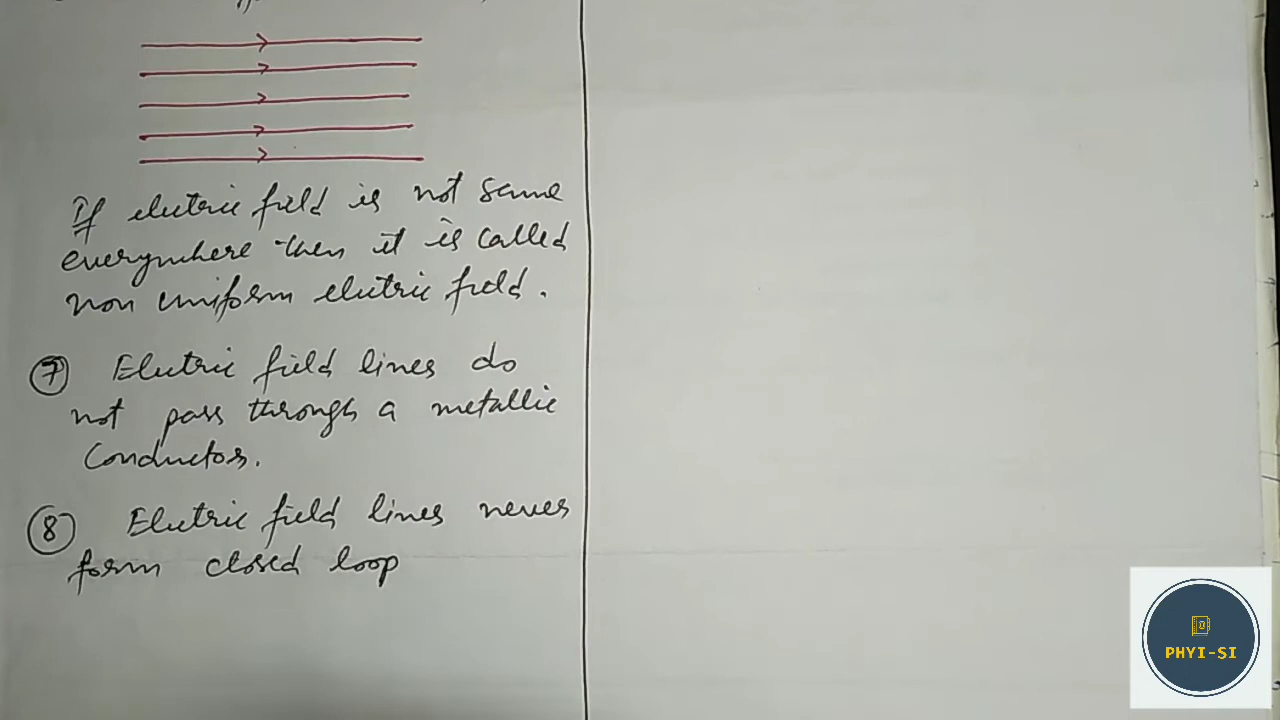 If electric field is not same
everywhere then it is called
non uniform electric field.
7 Electric field lines do
not pass through a metallic
conductor.
8 Electric field lines never
form closed loop
PHYI-SI